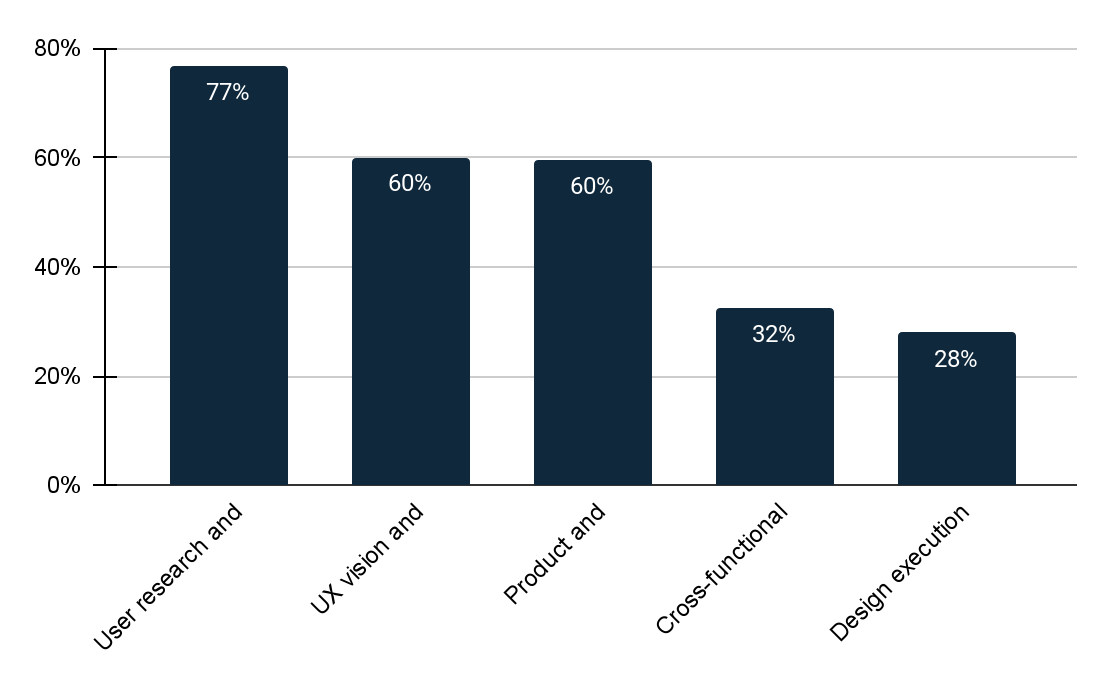 80%
60%
40%
20%
0%
77%
60%
60%
32%
28%
User research and
UX vision and
Product and
Cross-functional
Design execution